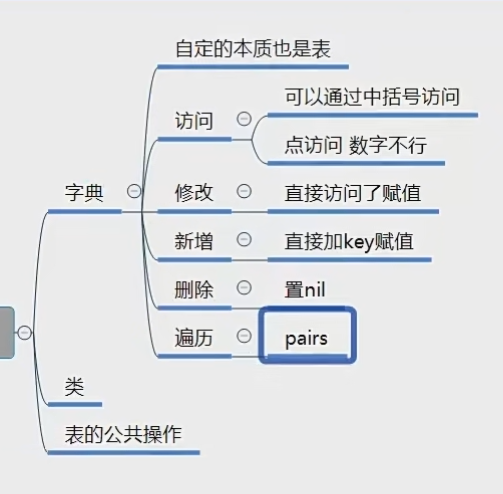 自定的本质也是表
访问
可以通过中括号访问
点访问 数字不行
字典
修改
直接访问了赋值
新增
直接加key赋值
删除
置nil
遍历
pairs
类
表的公共操作